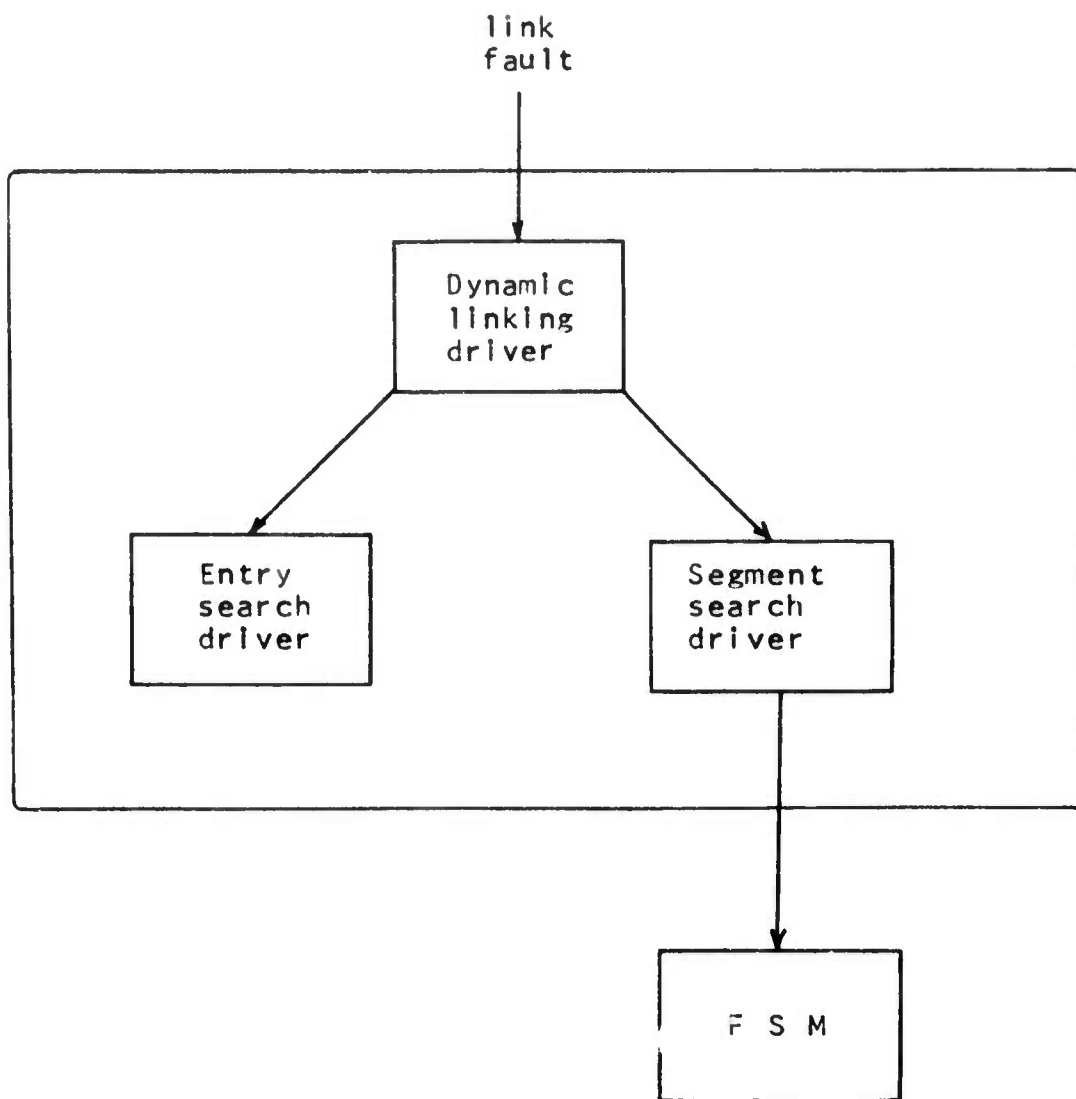 link
fault
Dynamic
linking
driver
Entry
search
driver
Segment
search
driver
F S M